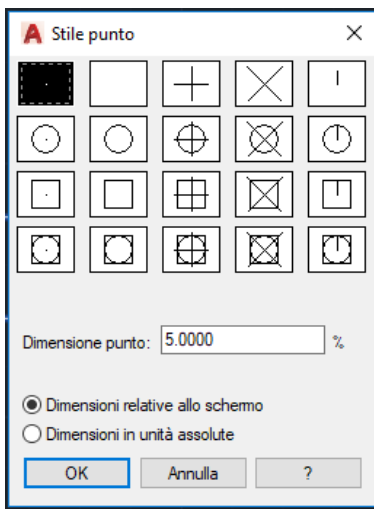 Stile punto
Dimensione punto: 5.0000 %
Dimensioni relative allo schermo
Dimensioni in unità assolute
OK Annulla ?